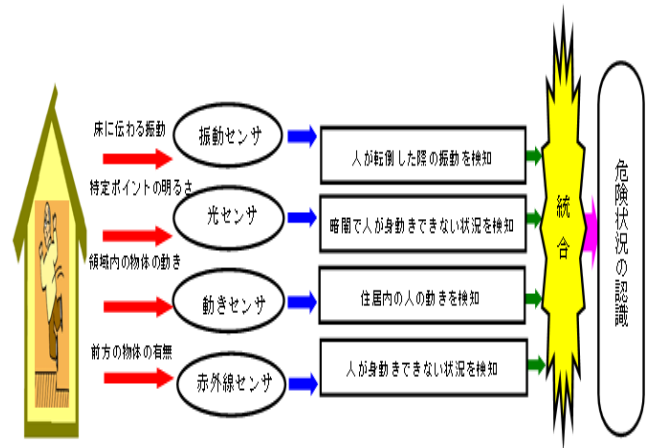 床に伝わる振動
振動センサ
人が転倒した際の振動を検知
特定ポイントの明るさ
光センサ
暗闇で人が身動きできない状況を検知
領域内の物体の動き
動きセンサ
住居内の人の動きを検知
前方の物体の有無
赤外線センサ
人が身動きできない状況を検知
統合
危険状況の認識